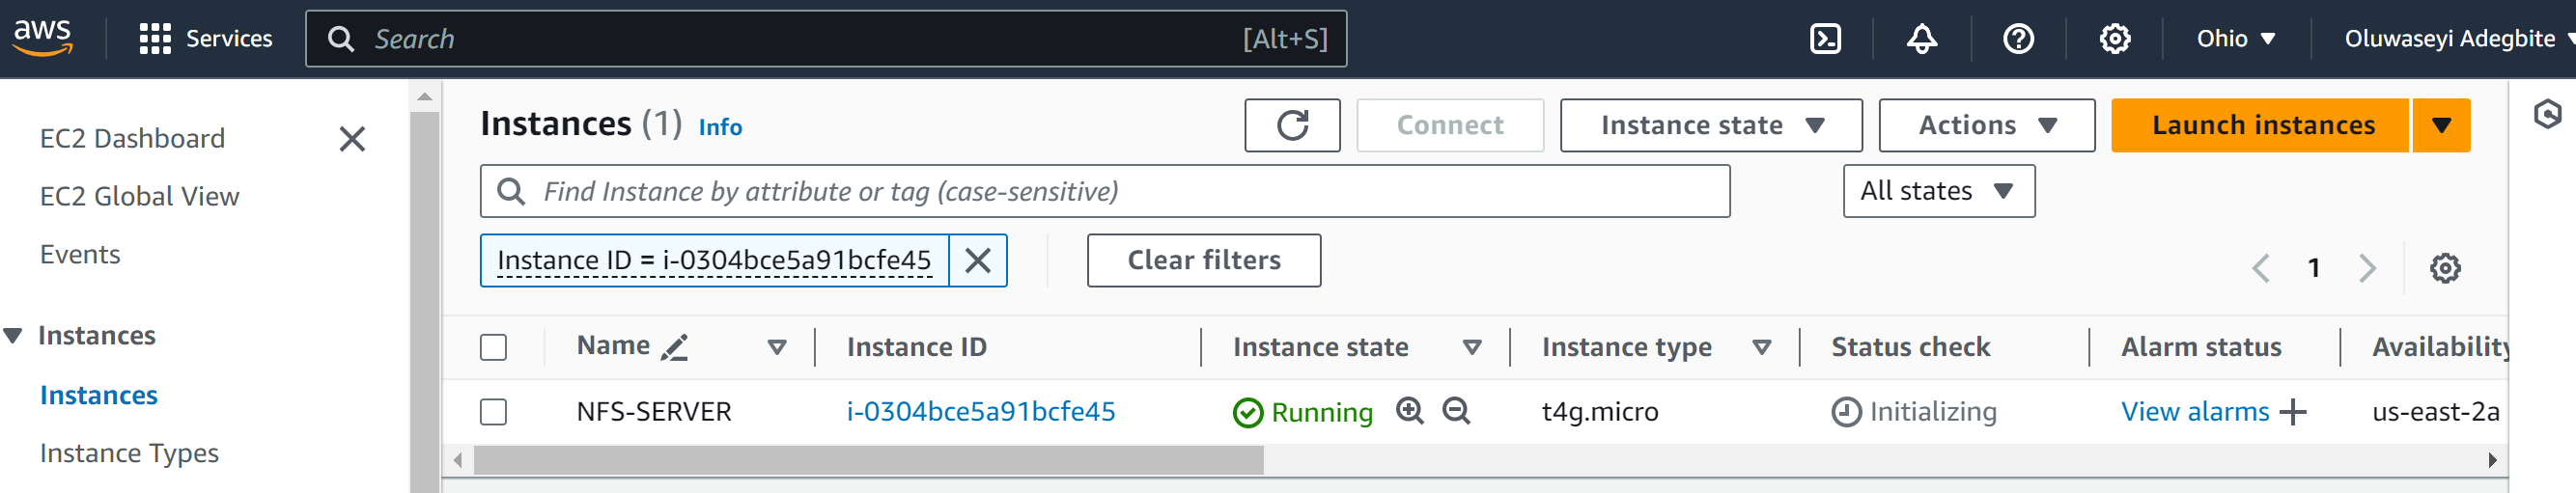 aws
Services
Search
[Alt+S]
Ohio
Oluwaseyi Adegbite
EC2 Dashboard
EC2 Global View
Events
Instances
Instances
Instance Types
Instances (1) Info
Connect
Instance state
Actions
Launch instances
Find Instance by attribute or tag (case-sensitive)
All states
Instance ID = i-0304bce5a91bcfe45
Clear filters
1
Name Instance ID Instance state Instance type Status check Alarm status Availability
NFS-SERVER i-0304bce5a91bcfe45 Running t4g.micro Initializing View alarms us-east-2a